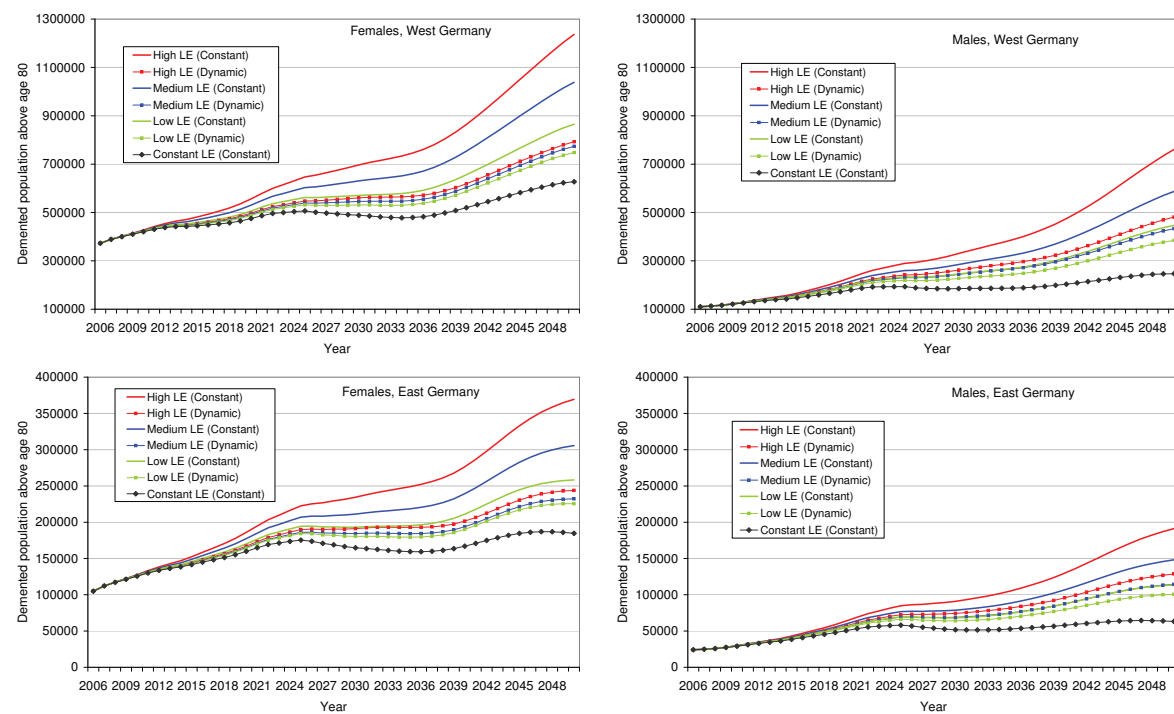 Females, West Germany
Demented population above age 80
1300000
1100000
900000
700000
500000
300000
100000
High LE (Constant)
High LE (Dynamic)
Medium LE (Constant)
Medium LE (Dynamic)
Low LE (Constant)
Low LE (Dynamic)
Constant LE (Constant)
2006 2009 2012 2015 2018 2021 2024 2027 2030 2033 2036 2039 2042 2045 2048
Year
Males, West Germany
Demented population above age 80
1300000
1100000
900000
700000
500000
300000
100000
High LE (Constant)
High LE (Dynamic)
Medium LE (Constant)
Medium LE (Dynamic)
Low LE (Constant)
Low LE (Dynamic)
Constant LE (Constant)
2006 2009 2012 2015 2018 2021 2024 2027 2030 2033 2036 2039 2042 2045 2048
Year
Females, East Germany
Demented population above age 80
400000
350000
300000
250000
200000
150000
100000
50000
0
High LE (Constant)
High LE (Dynamic)
Medium LE (Constant)
Medium LE (Dynamic)
Low LE (Constant)
Low LE (Dynamic)
Constant LE (Constant)
2006 2009 2012 2015 2018 2021 2024 2027 2030 2033 2036 2039 2042 2045 2048
Year
Males, East Germany
Demented population above age 80
400000
350000
300000
250000
200000
150000
100000
50000
0
High LE (Constant)
High LE (Dynamic)
Medium LE (Constant)
Medium LE (Dynamic)
Low LE (Constant)
Low LE (Dynamic)
Constant LE (Constant)
2006 2009 2012 2015 2018 2021 2024 2027 2030 2033 2036 2039 2042 2045 2048
Year